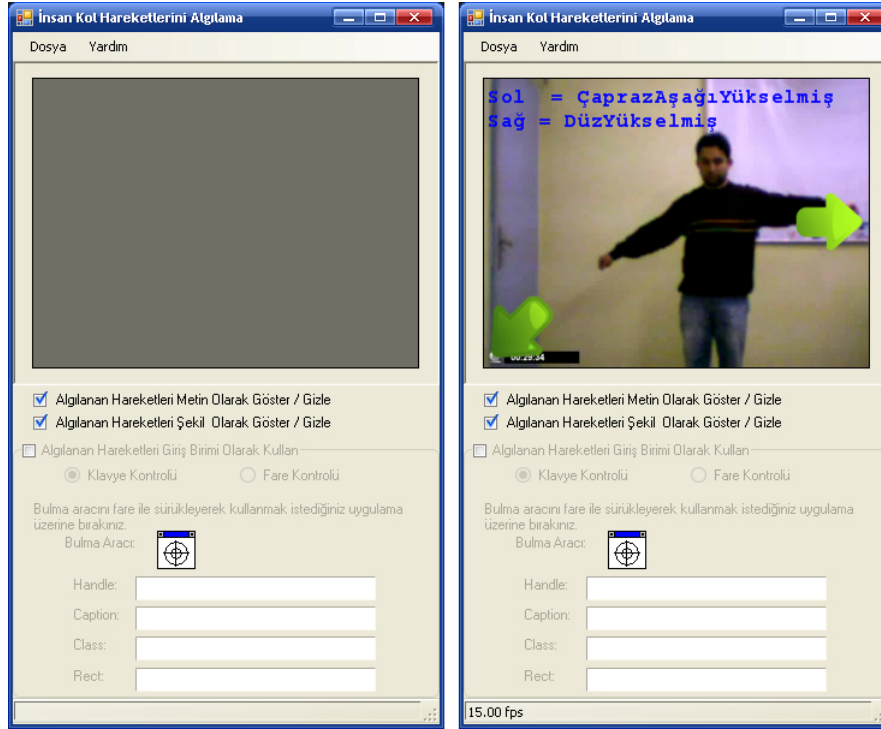 İnsan Kol Hareketlerini Algılama
Dosya Yardım
Algılanan Hareketleri Metin Olarak Göster / Gizle
Algılanan Hareketleri Şekil Olarak Göster / Gizle
Algılanan Hareketleri Giriş Birimi Olarak Kullan
Klavye Kontrolü Fare Kontrolü
Bulma aracını fare ile sürükleyerek kullanmak istediğiniz uygulama
üzerine bırakınız.
Bulma Aracı:
Handle:
Caption:
Class:
Rect:
İnsan Kol Hareketlerini Algılama
Dosya Yardım
Sol = ÇaprazAşağıYükselmiş
Sağ = DüzYükselmiş
00:29:34
Algılanan Hareketleri Metin Olarak Göster / Gizle
Algılanan Hareketleri Şekil Olarak Göster / Gizle
Algılanan Hareketleri Giriş Birimi Olarak Kullan
Klavye Kontrolü Fare Kontrolü
Bulma aracını fare ile sürükleyerek kullanmak istediğiniz uygulama
üzerine bırakınız.
Bulma Aracı:
Handle:
Caption:
Class:
Rect:
15.00 fps